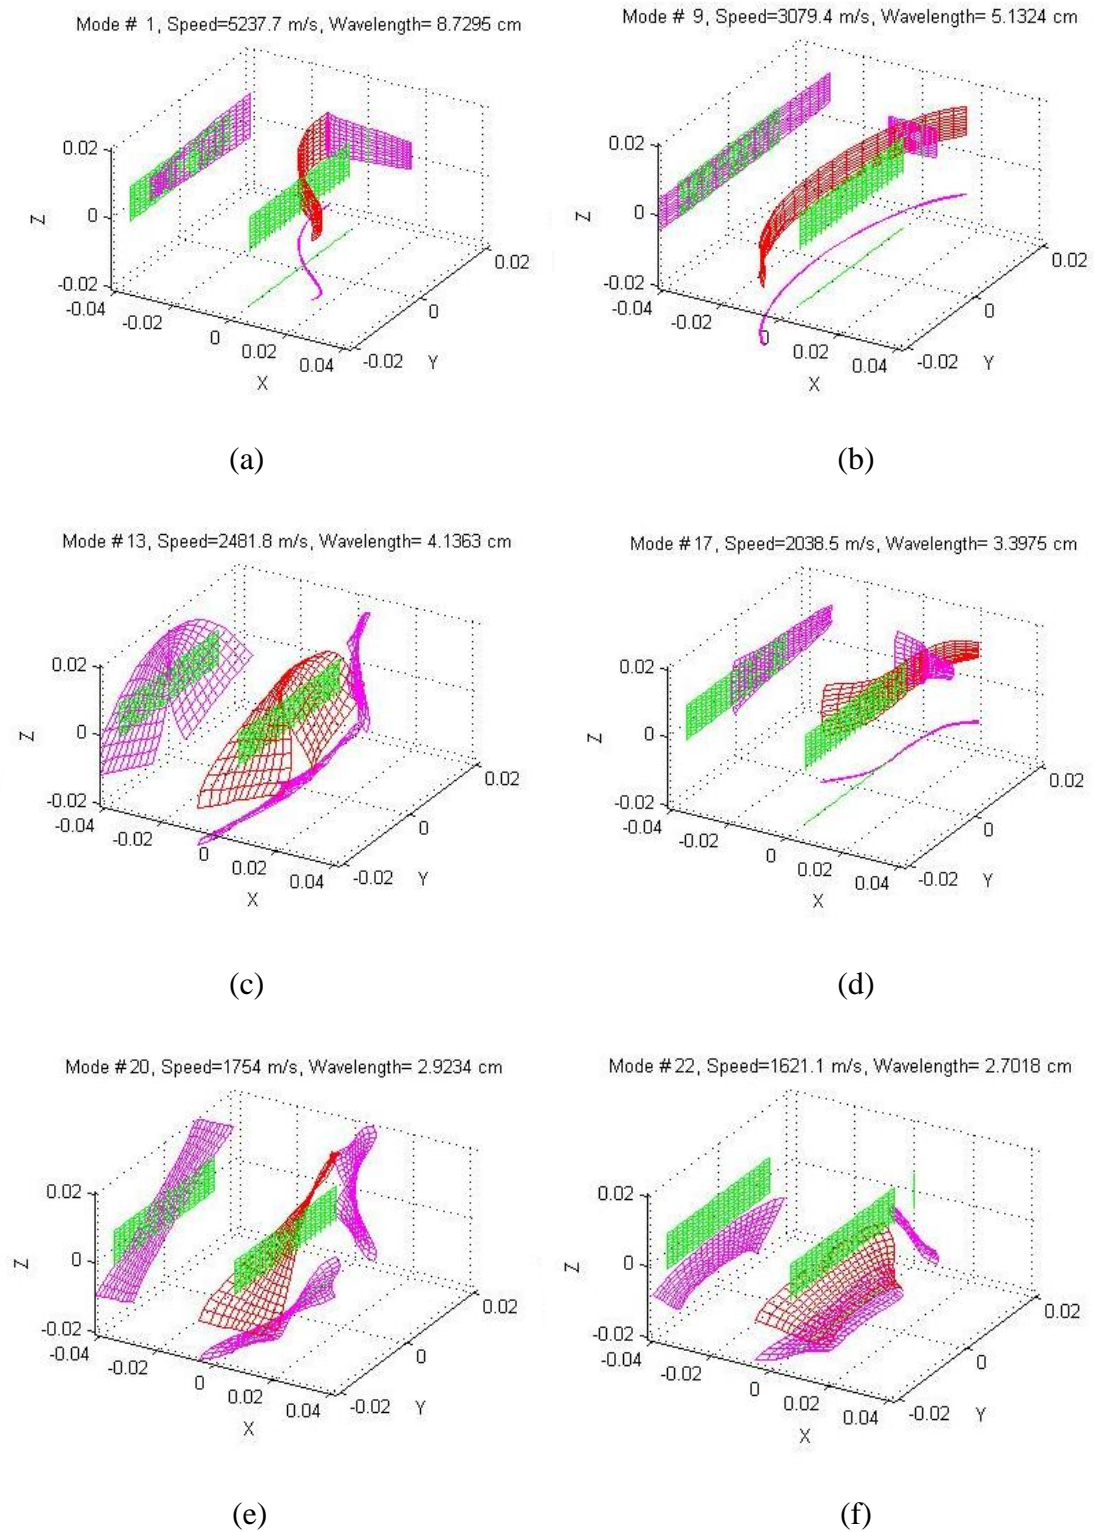 Mode # 1, Speed=5237.7 m/s, Wavelength= 8.7295 cm
0.02
0
-0.02
Z
-0.04
-0.02
0
0.02
0.04
X
-0.02
0
0.02
Y
(a)
Mode # 9, Speed=3079.4 m/s, Wavelength= 5.1324 cm
0.02
0
-0.02
Z
-0.04
-0.02
0
0.02
0.04
X
-0.02
0
0.02
Y
(b)
Mode # 13, Speed=2481.8 m/s, Wavelength= 4.1363 cm
0.02
0
-0.02
Z
-0.04
-0.02
0
0.02
0.04
X
-0.02
0
0.02
Y
(c)
Mode # 17, Speed=2038.5 m/s, Wavelength= 3.3975 cm
0.02
0
-0.02
Z
-0.04
-0.02
0
0.02
0.04
X
-0.02
0
0.02
Y
(d)
Mode # 20, Speed=1754 m/s, Wavelength= 2.9234 cm
0.02
0
-0.02
Z
-0.04
-0.02
0
0.02
0.04
X
-0.02
0
0.02
Y
(e)
Mode # 22, Speed=1621.1 m/s, Wavelength= 2.7018 cm
0.02
0
-0.02
Z
-0.04
-0.02
0
0.02
0.04
X
-0.02
0
0.02
Y
(f)